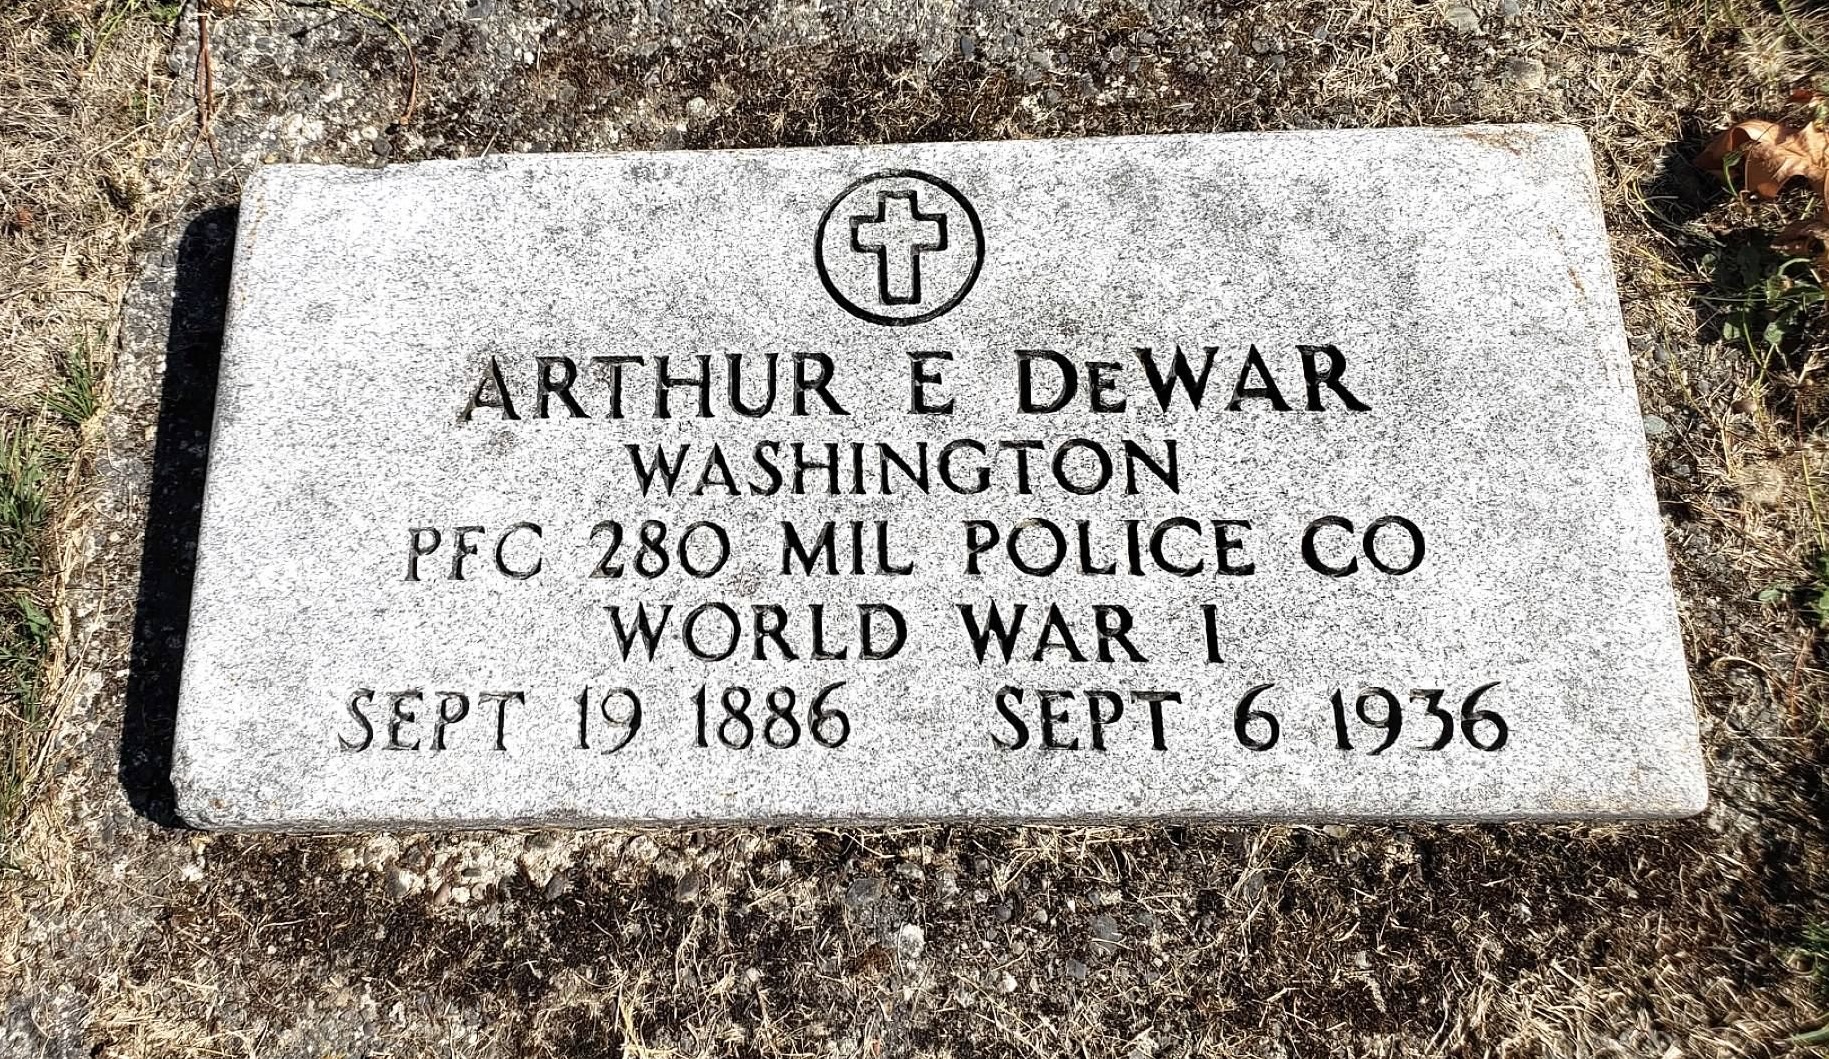 ARTHUR E DEWAR
WASHINGTON
PFC 280 MIL POLICE CO
WORLD WAR I
SEPT 19 1886 SEPT 6 1936